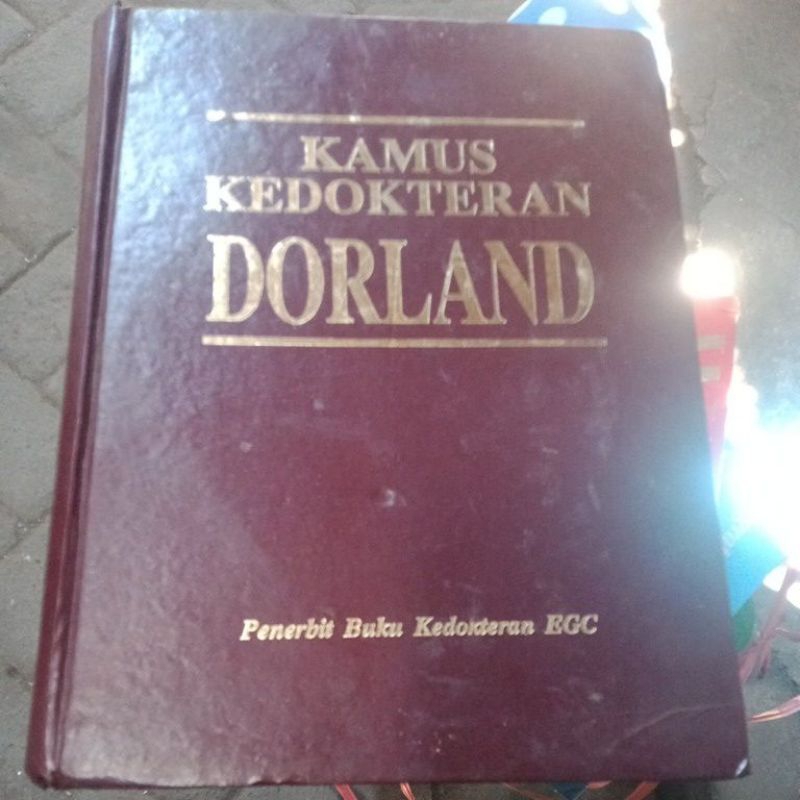 KAMUS
KEDOKTERAN
DORLAND
Penerbit Buku Kedokteran EGC